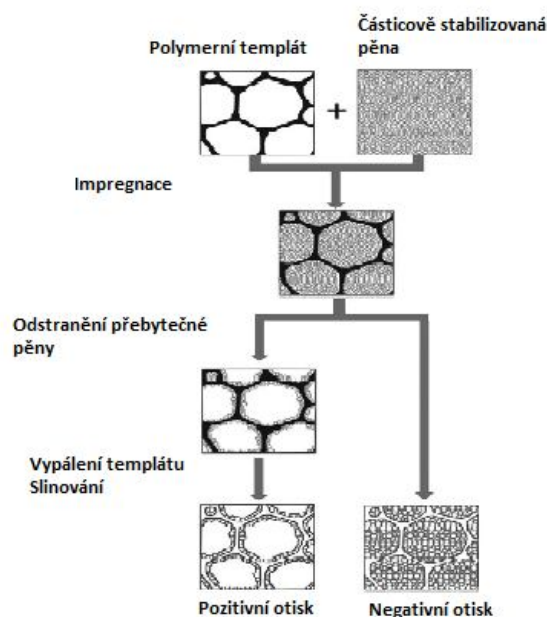 Polymerní templát
Částicově stabilizovaná
pěna
+
Impregnace
Odstranění přebytečné
pěny
Vypálení templátu
Slinování
Pozitivní otisk
Negativní otisk